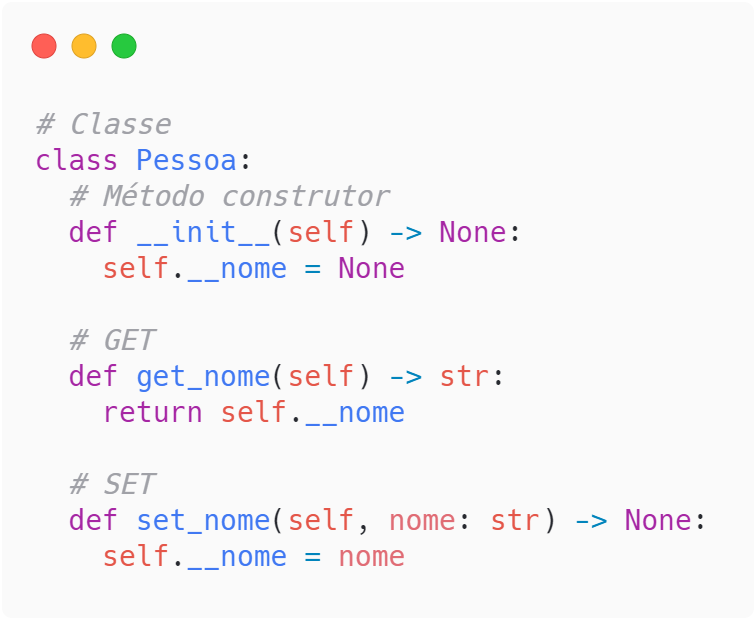 # Classe
class Pessoa:
  # Método construtor
  def __init__(self) -> None:
    self.__nome = None

  # GET
  def get_nome(self) -> str:
    return self.__nome

  # SET
  def set_nome(self, nome: str) -> None:
    self.__nome = nome